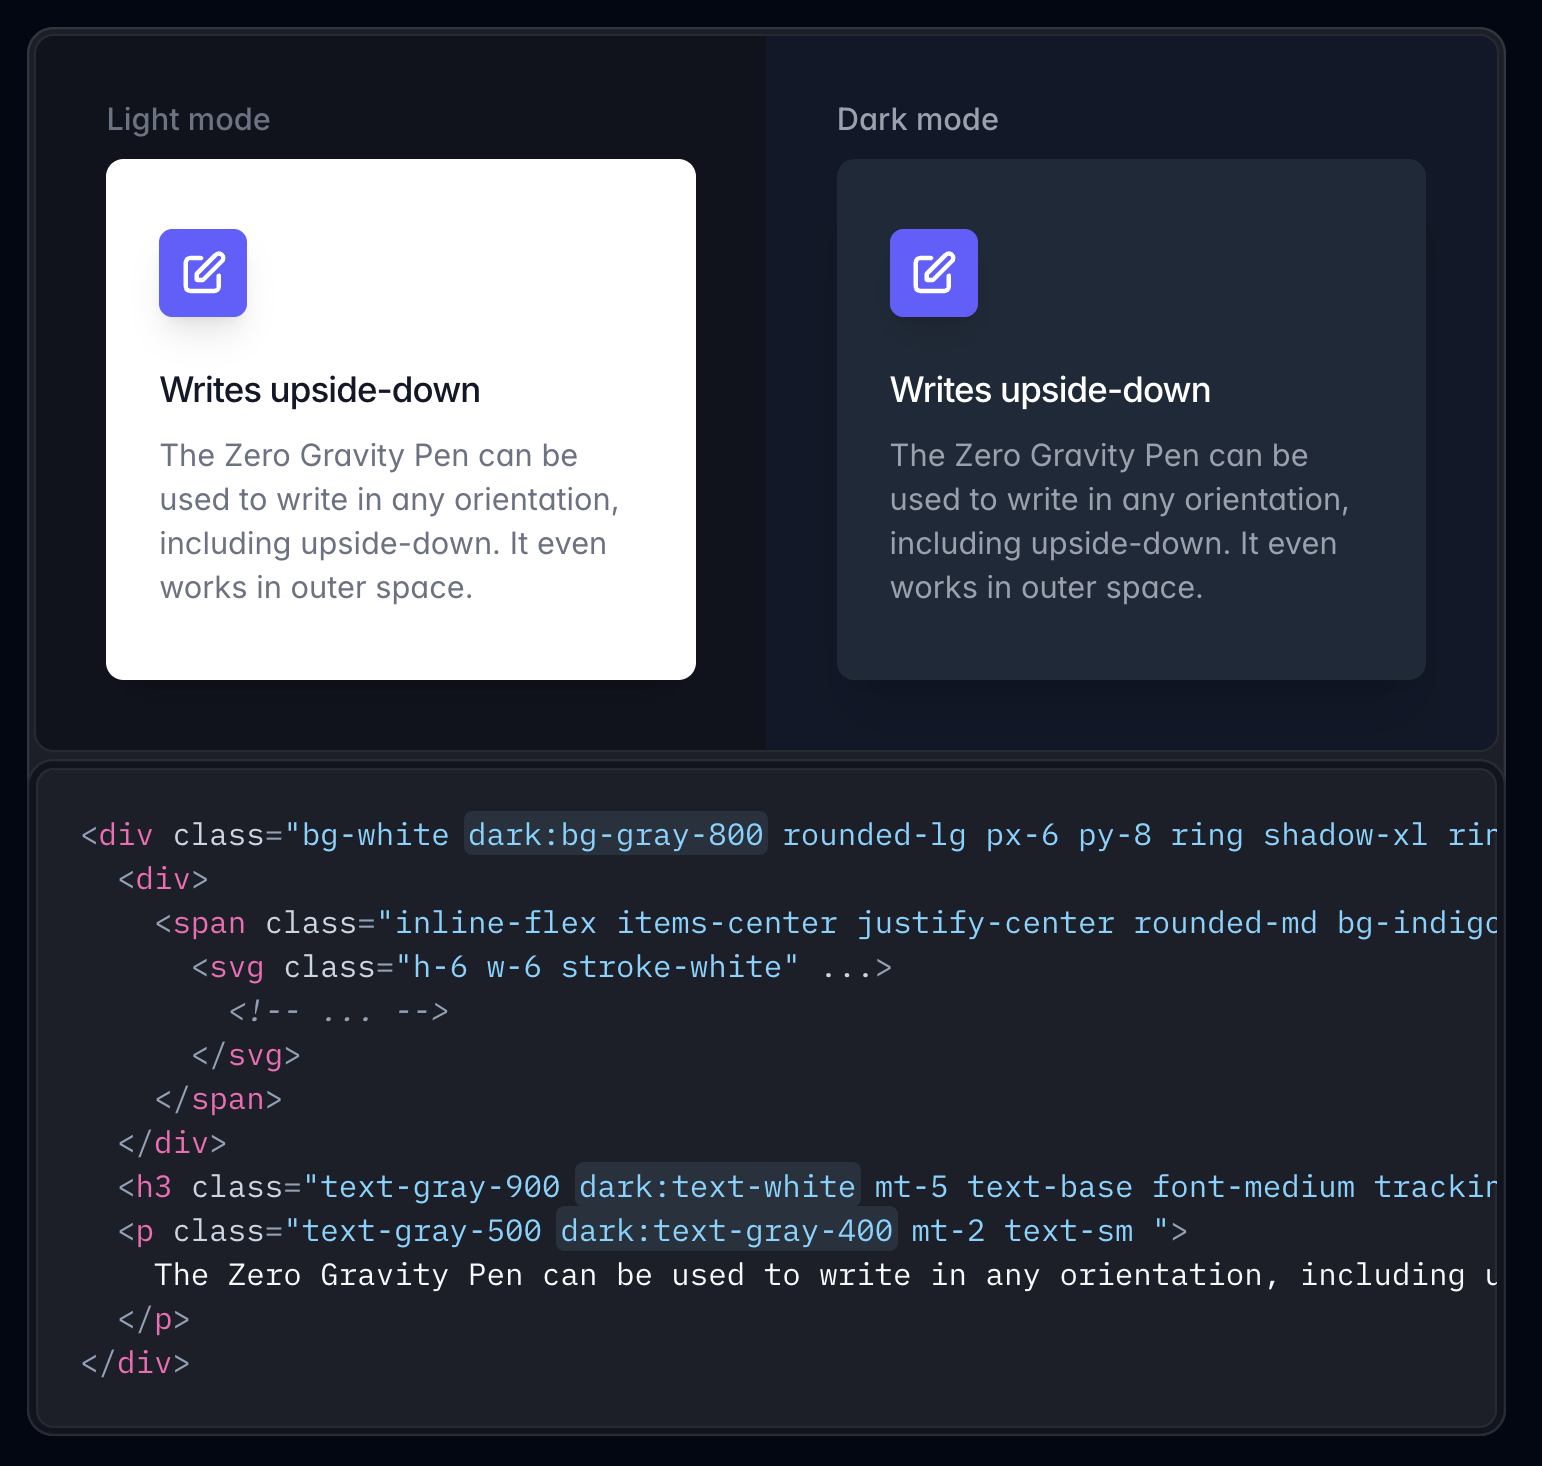 Light mode
Writes upside-down
The Zero Gravity Pen can be
used to write in any orientation,
including upside-down. It even
works in outer space.
Dark mode
Writes upside-down
The Zero Gravity Pen can be
used to write in any orientation,
including upside-down. It even
works in outer space.
<div class="bg-white dark:bg-gray-800 rounded-lg px-6 py-8 ring shadow-xl rin
  <div>
    <span class="inline-flex items-center justify-center rounded-md bg-indigo
      <svg class="h-6 w-6 stroke-white" ...>
        <!-- ... -->
      </svg>
    </span>
  </div>
  <h3 class="text-gray-900 dark:text-white mt-5 text-base font-medium trackin
  <p class="text-gray-500 dark:text-gray-400 mt-2 text-sm ">
    The Zero Gravity Pen can be used to write in any orientation, including u
  </p>
</div>